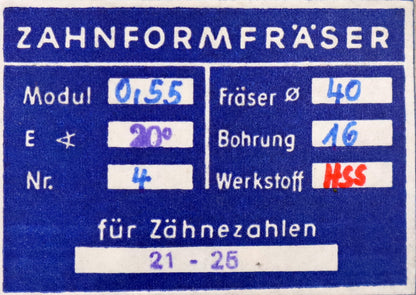 ZAHNFORMFRÄSER
Modul 0,55 Fräser Ø 40
E ∢ 20° Bohrung 16
Nr. 4 Werkstoff HSS
für Zähnezahlen
21 - 25